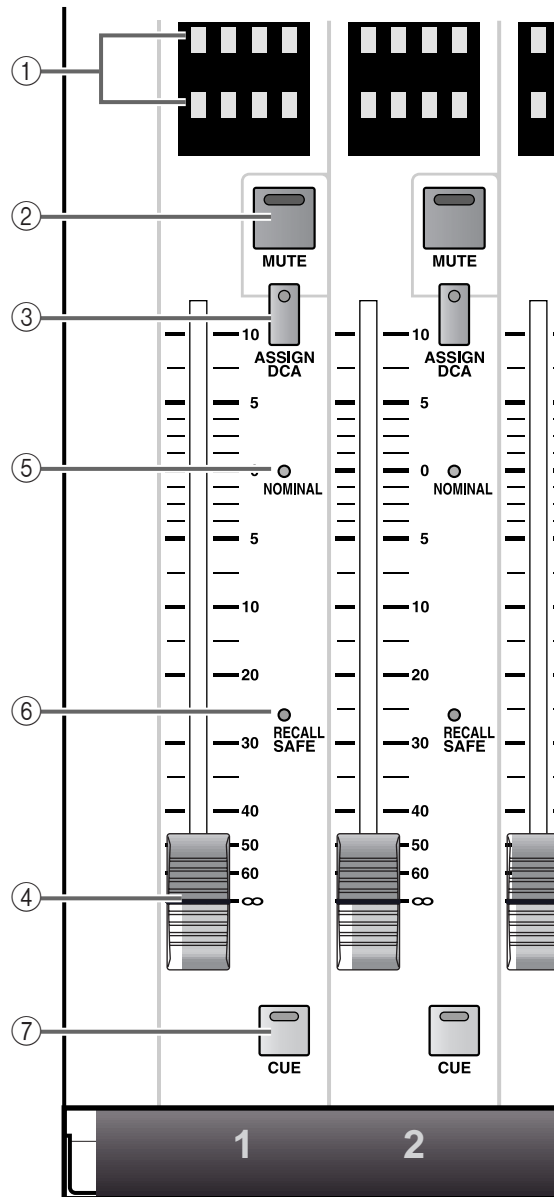 ①
②
MUTE MUTE
③
10 10
ASSIGN ASSIGN
DCA DCA
5 5
⑤
0 0
NOMINAL NOMINAL
5 5
10 10
20 20
⑥
RECALL RECALL
30 SAFE 30 SAFE
40 40
50 50
60 60
④
∞ ∞
⑦
CUE CUE
1 2